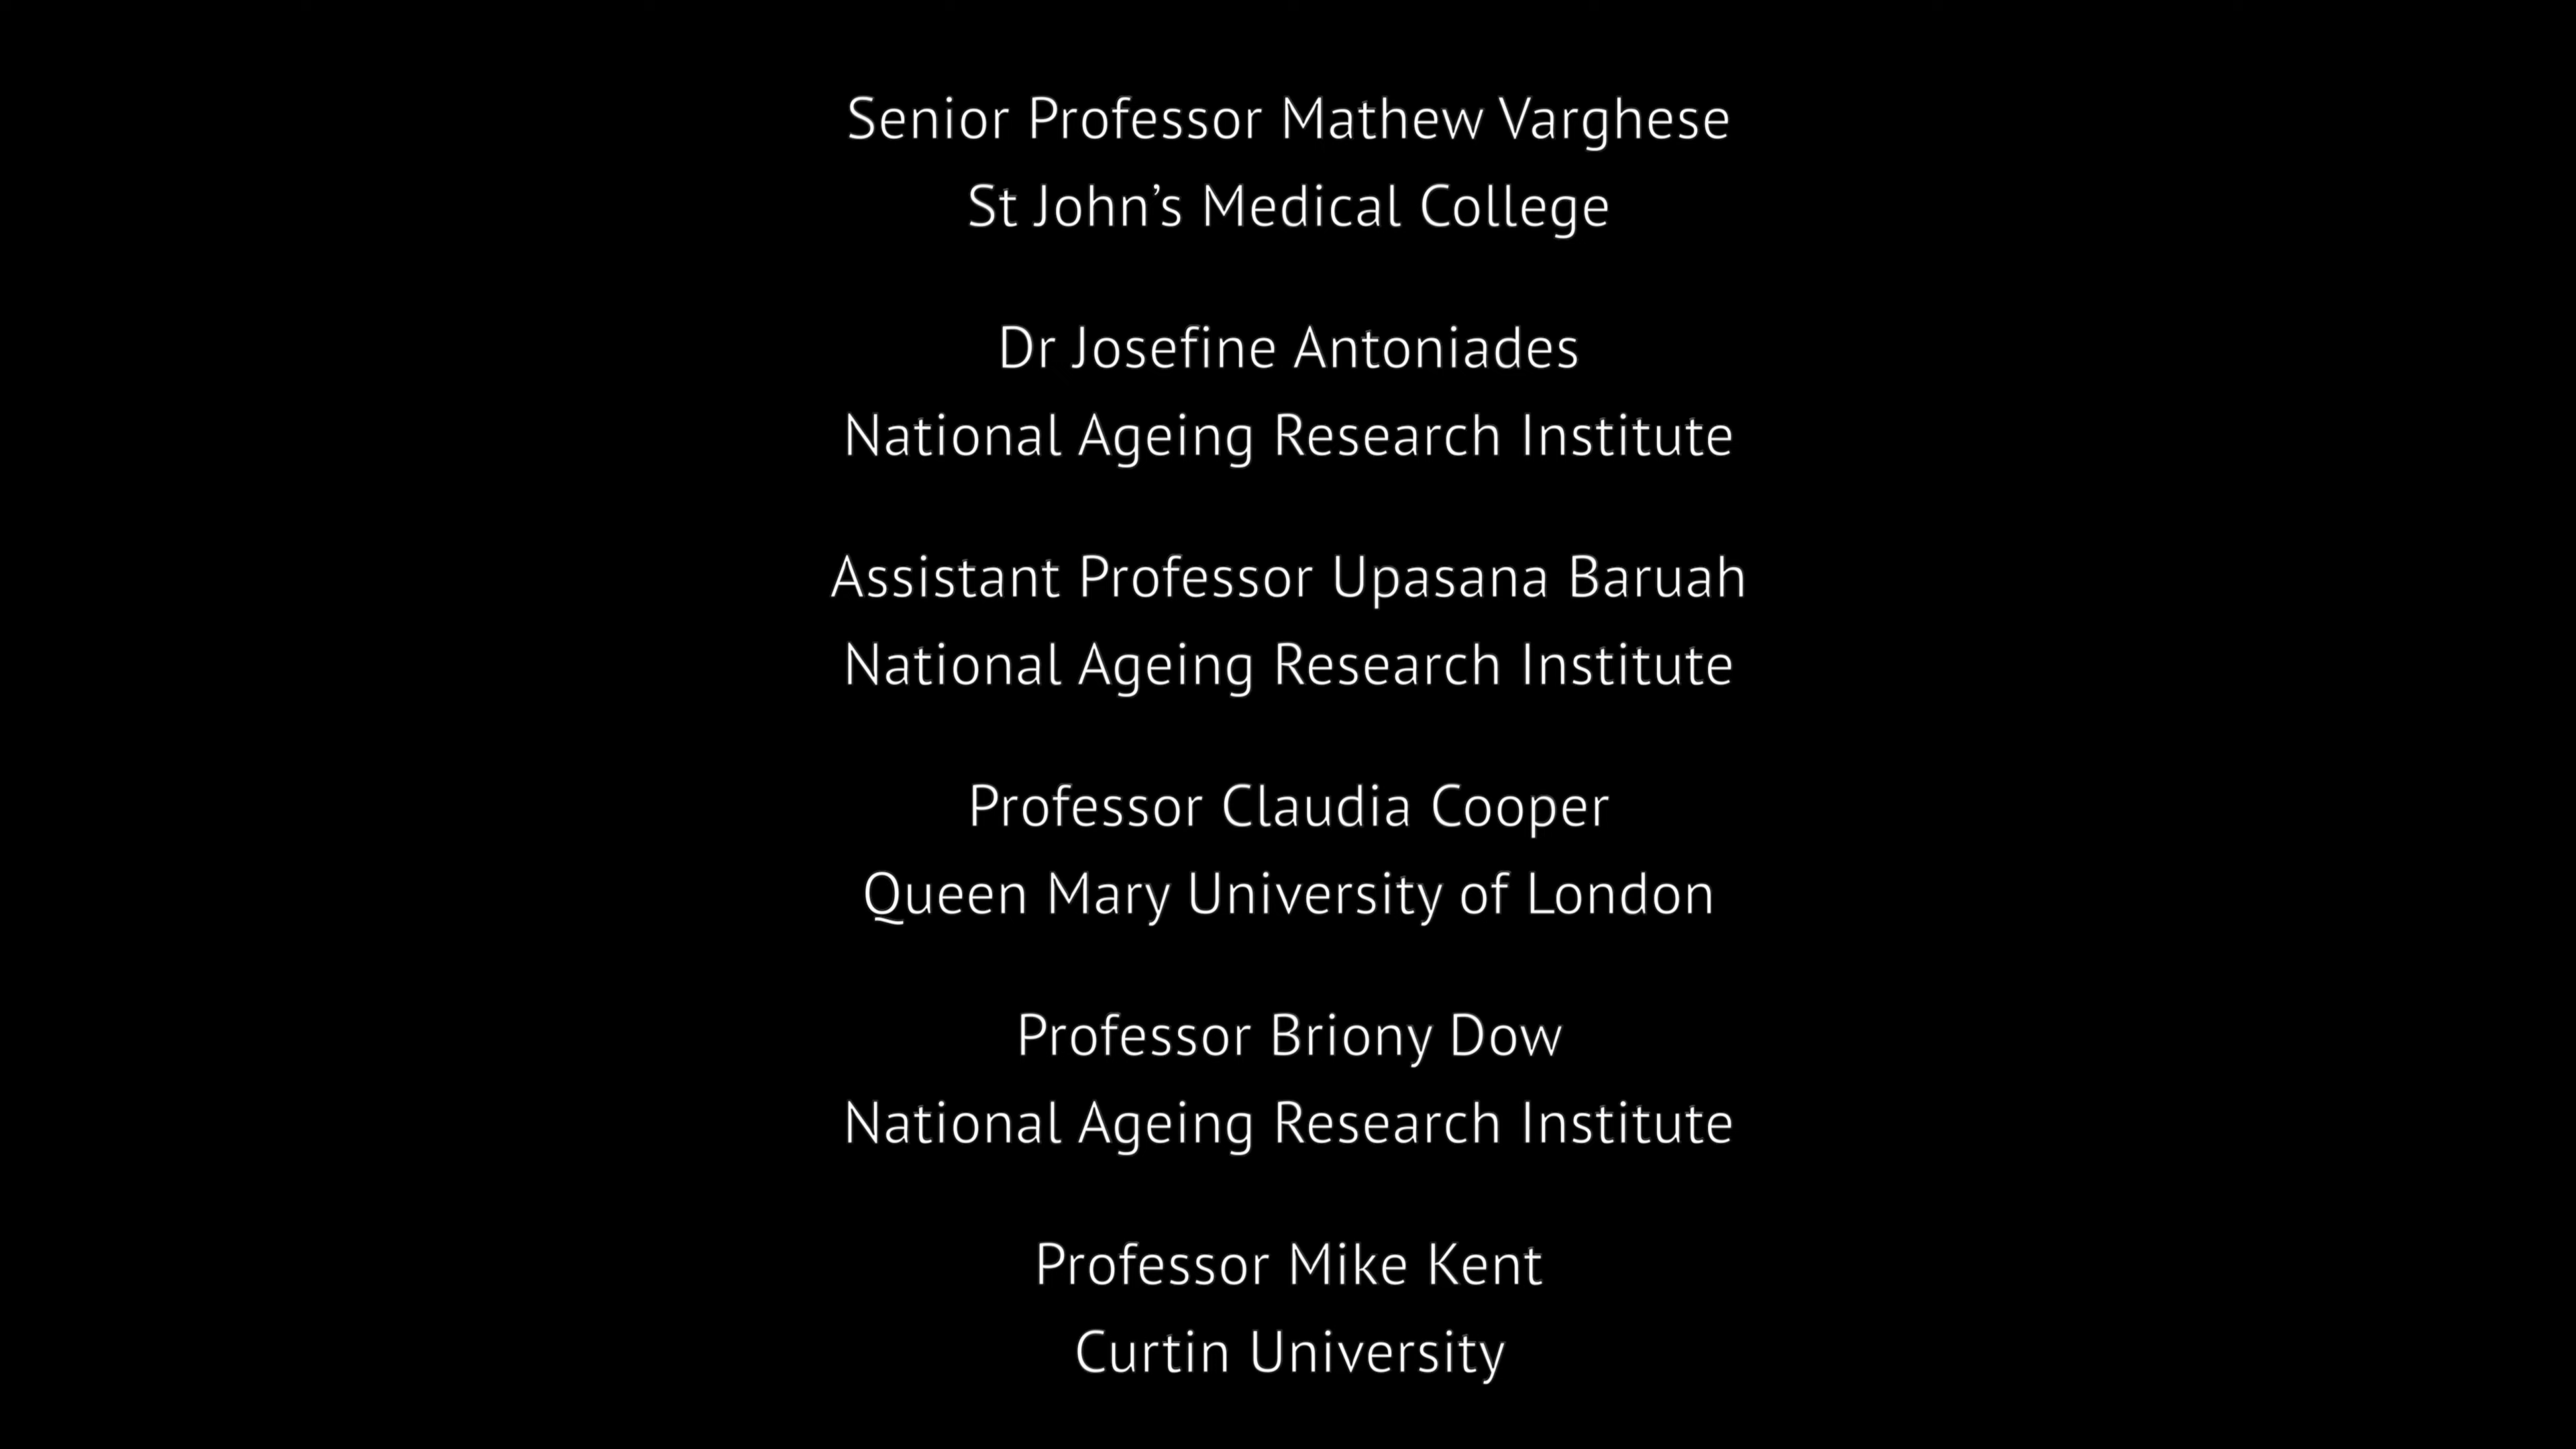 Senior Professor Mathew Varghese
St John’s Medical College
Dr Josefine Antoniades
National Ageing Research Institute
Assistant Professor Upasana Baruah
National Ageing Research Institute
Professor Claudia Cooper
Queen Mary University of London
Professor Briony Dow
National Ageing Research Institute
Professor Mike Kent
Curtin University